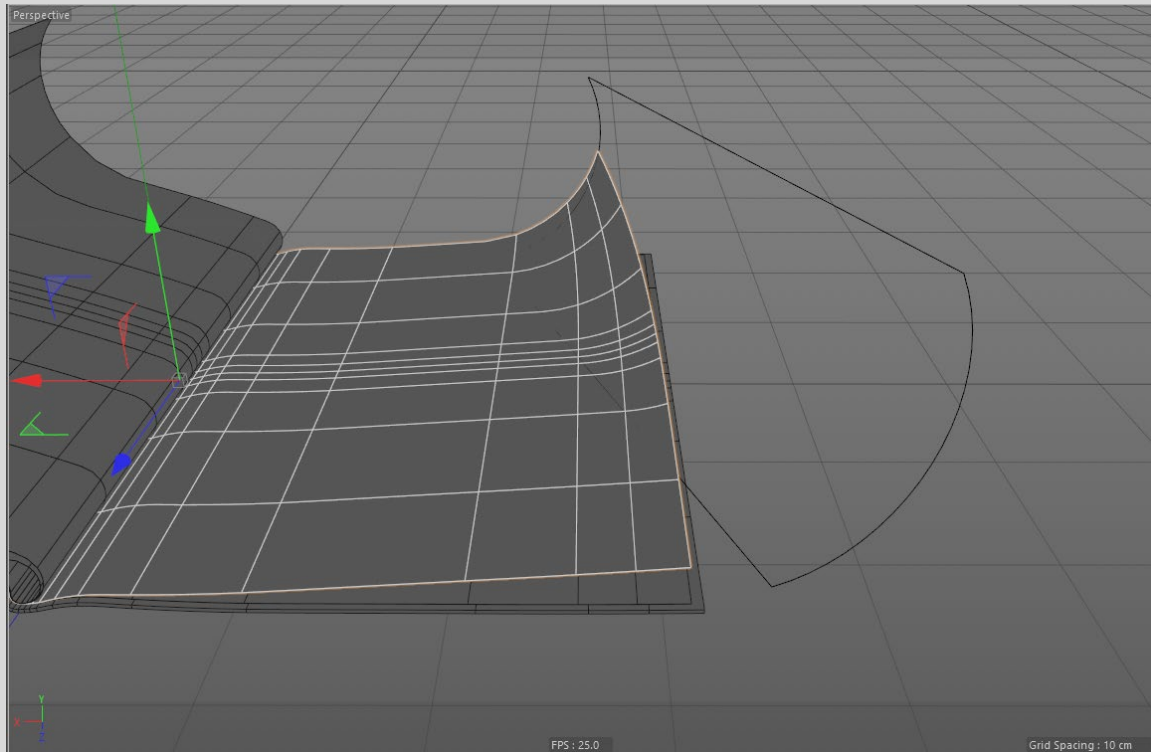 Perspective
Y
X
Z
FPS : 25.0
Grid Spacing : 10 cm